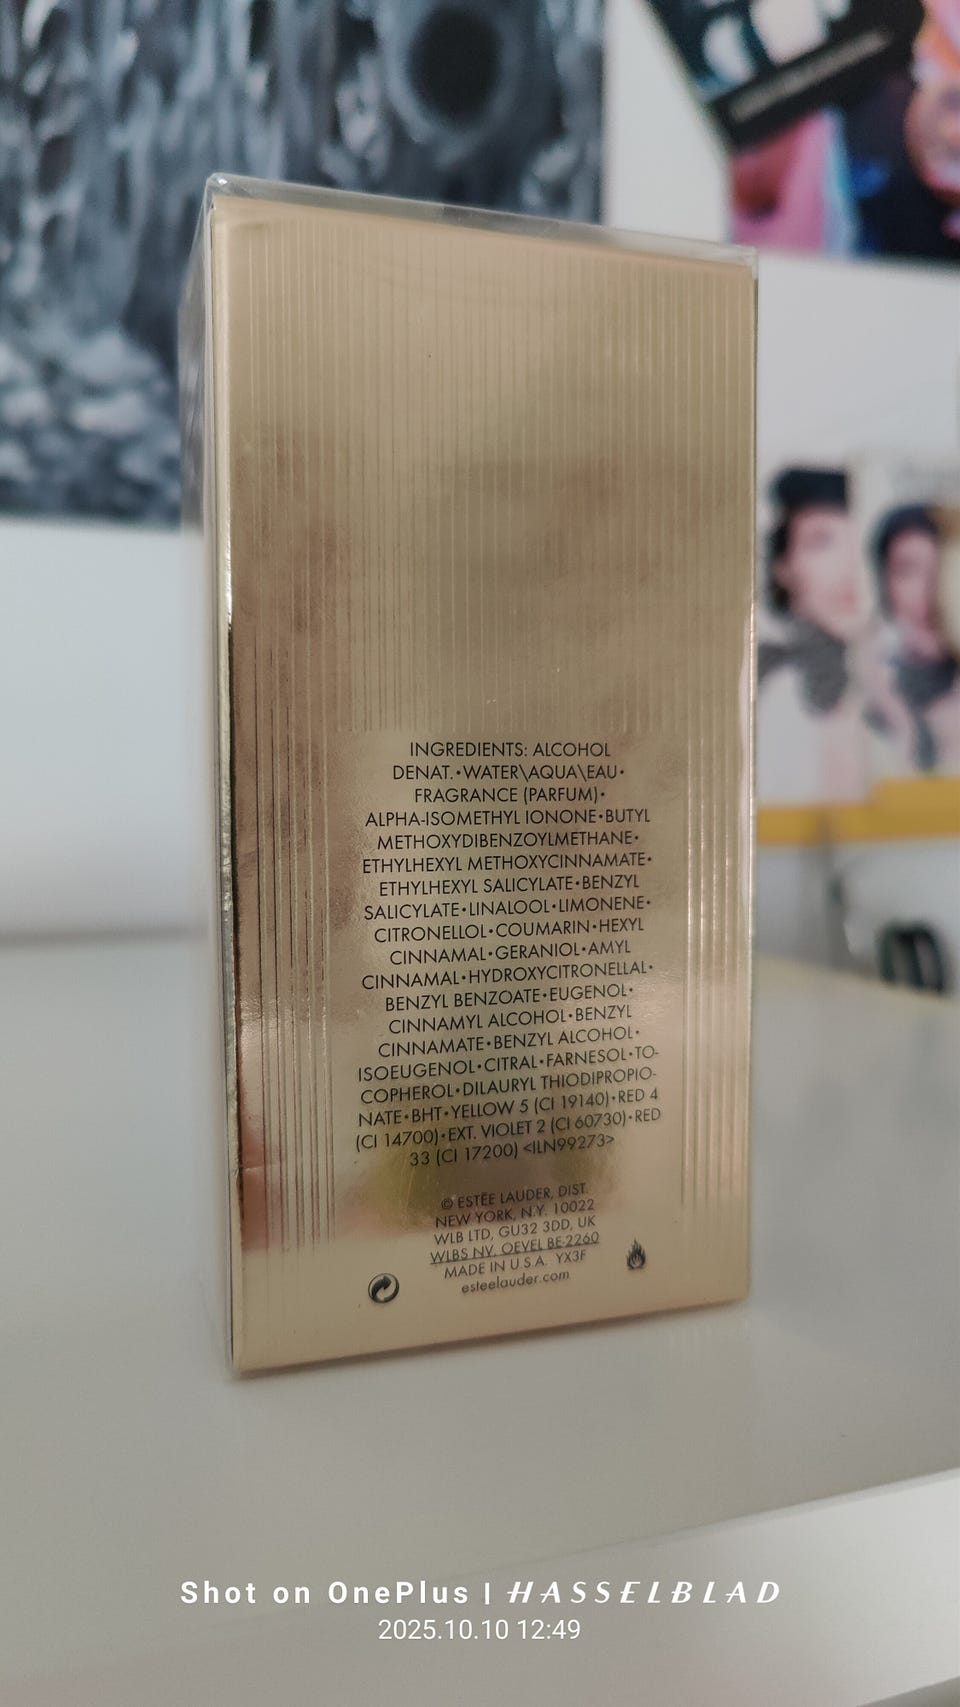 INGREDIENTS: ALCOHOL
DENAT.•WATER\AQUA\EAU•
FRAGRANCE (PARFUM)•
ALPHA-ISOMETHYL IONONE•BUTYL
METHOXYDIBENZOYLMETHANE•
ETHYLHEXYL METHOXYCINNAMATE•
ETHYLHEXYL SALICYLATE•BENZYL
SALICYLATE•LINALOOL•LIMONENE•
CITRONELLOL•COUMARIN•HEXYL
CINNAMAL•GERANIOL•AMYL
CINNAMAL•HYDROXYCITRONELLAL•
BENZYL BENZOATE•EUGENOL•
CINNAMYL ALCOHOL•BENZYL
CINNAMATE•BENZYL ALCOHOL•
ISOEUGENOL•CITRAL•FARNESOL•TO-
COPHEROL•DILAURYL THIODIPROPIO-
NATE•BHT•YELLOW 5 (CI 19140)•RED 4
(CI 14700)•EXT. VIOLET 2 (CI 60730)•RED
33 (CI 17200) <ILN99273>
© ESTĒE LAUDER, DIST.
NEW YORK, N.Y. 10022
WLB LTD, GU32 3DD, UK
WLBS NV, OEVEL BE-2260
MADE IN U.S.A. YX3F
esteelauder.com
Shot on OnePlus | HASSELBLAD
2025.10.10 12:49